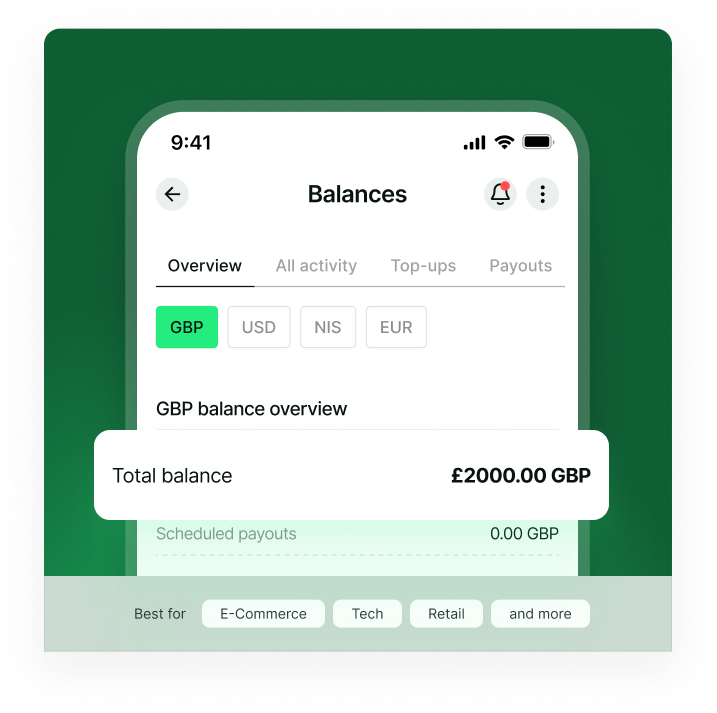 9:41
Balances
Overview All activity Top-ups Payouts
GBP USD NIS EUR
GBP balance overview
Total balance £2000.00 GBP
Scheduled payouts 0.00 GBP
Best for E-Commerce Tech Retail and more